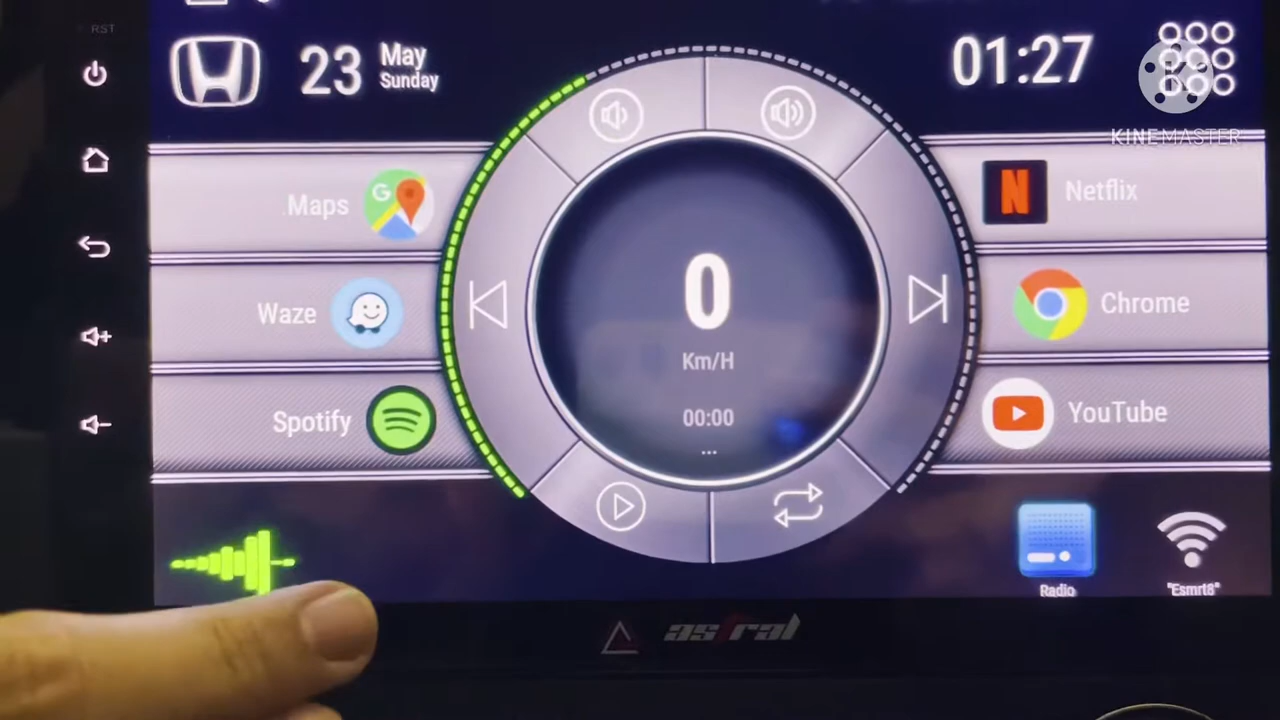 RST
23
May
Sunday
01:27
KINEMASTER
Maps
Netflix
Waze
Chrome
Spotify
YouTube
0
Km/H
00:00
...
Radio
"Esmrt8"
astral